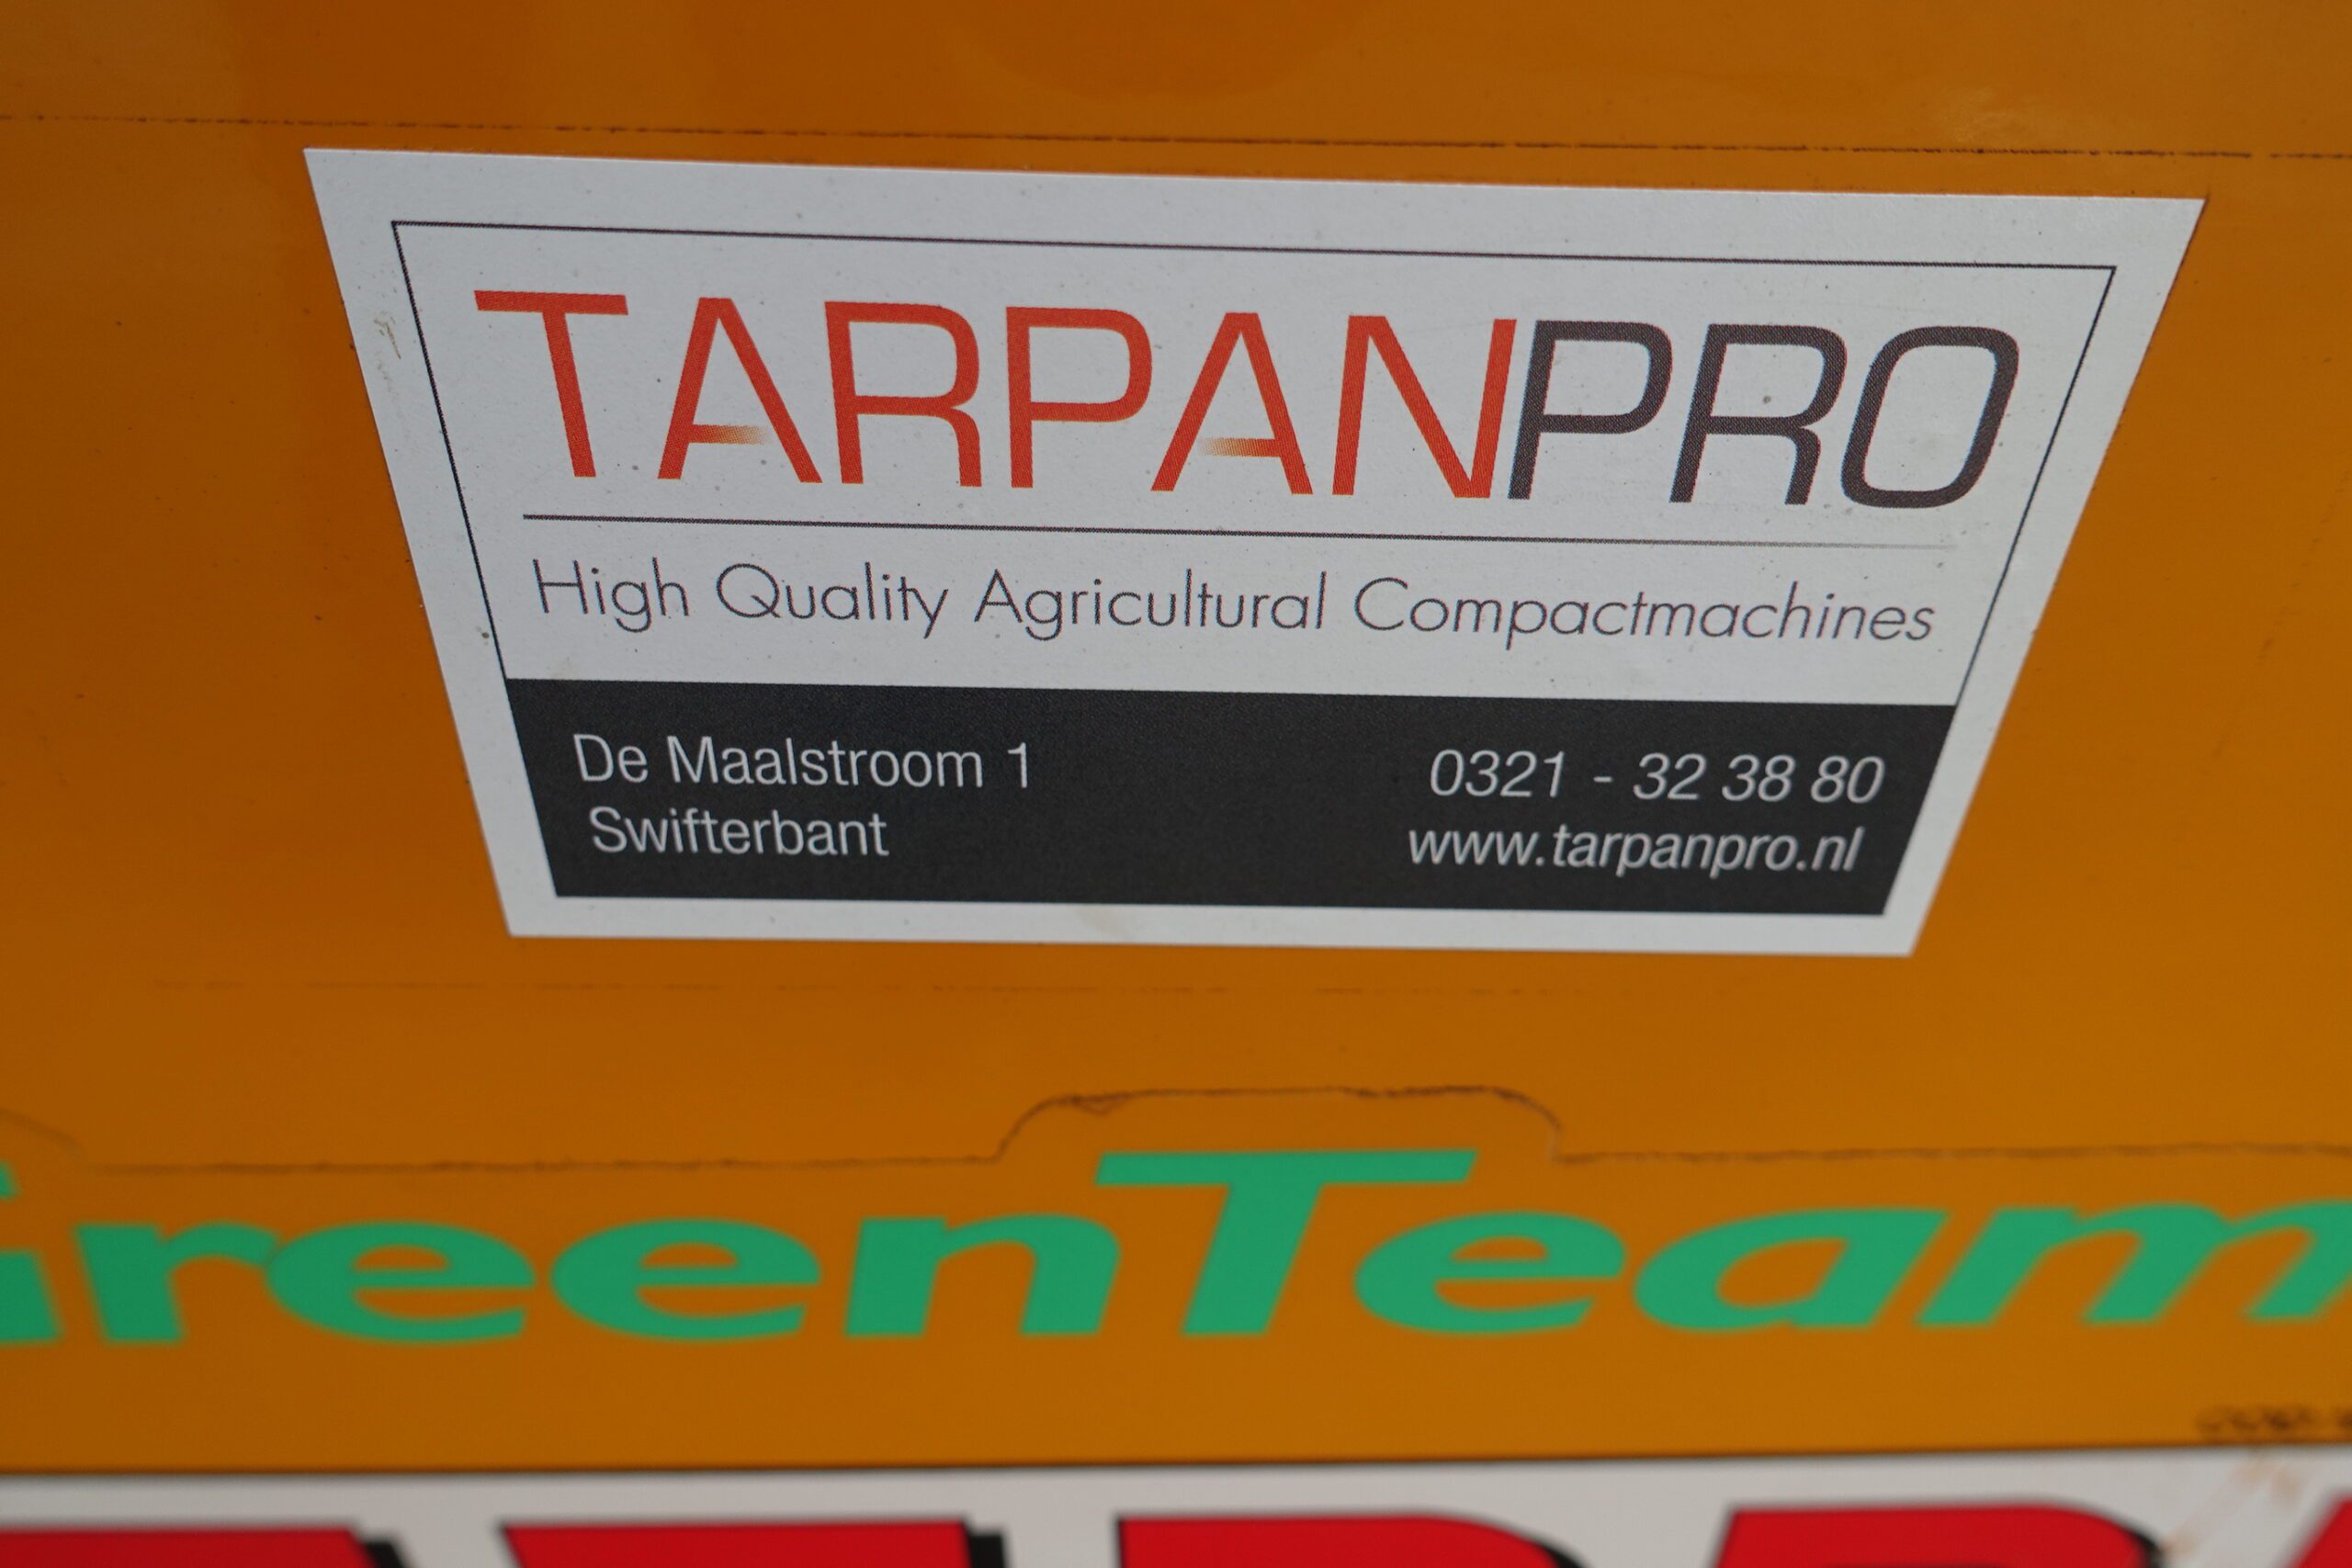 TARPANPRO
High Quality Agricultural Compactmachines
De Maalstroom 1
Swifterbant
0321 - 32 38 80
www.tarpanpro.nl
GreenTeam